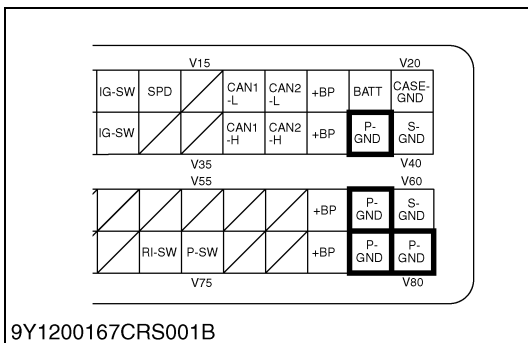 V15 V20
IG-SW SPD CAN1 -L CAN2 -L +BP BATT CASE- GND
IG-SW CAN1 -H CAN2 -H +BP P- GND S- GND
V35 V40
V55 V60
+BP P- GND S- GND
RI-SW P-SW +BP P- GND P- GND
V75 V80
9Y1200167CRS001B